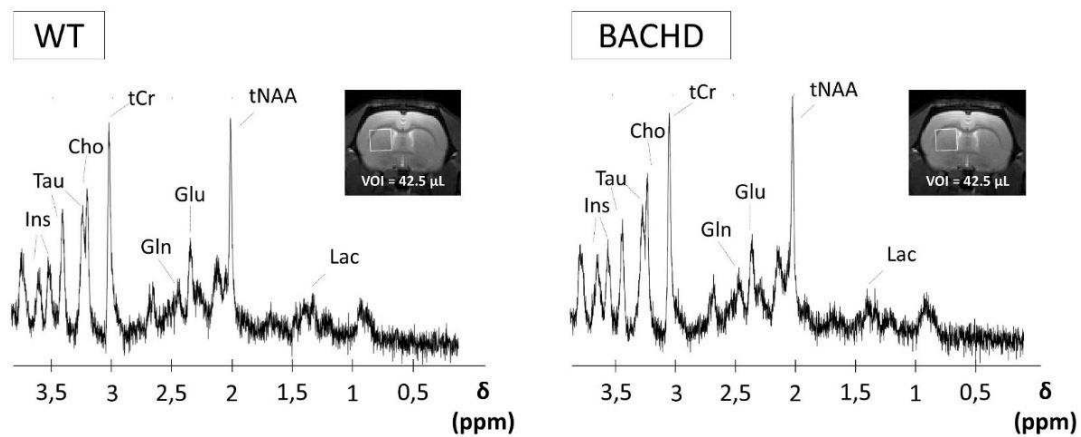 WT
tCr
tNAA
Cho
Tau
Ins
Glu
Gln
Lac
VOI = 42.5 µL
3,5 3 2,5 2 1,5 1 0,5 δ
(ppm)
BACHD
tCr
tNAA
Cho
Tau
Ins
Glu
Gln
Lac
VOI = 42.5 µL
3,5 3 2,5 2 1,5 1 0,5 δ
(ppm)